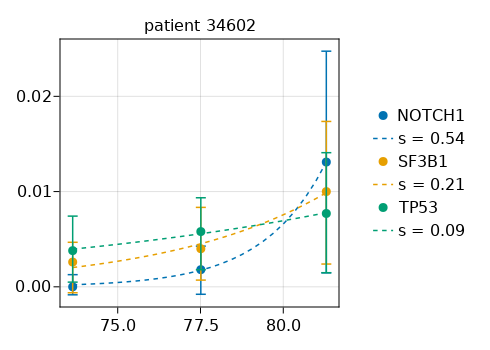 patient 34602
0.02
0.01
0.00
75.0 77.5 80.0
NOTCH1
s = 0.54
SF3B1
s = 0.21
TP53
s = 0.09